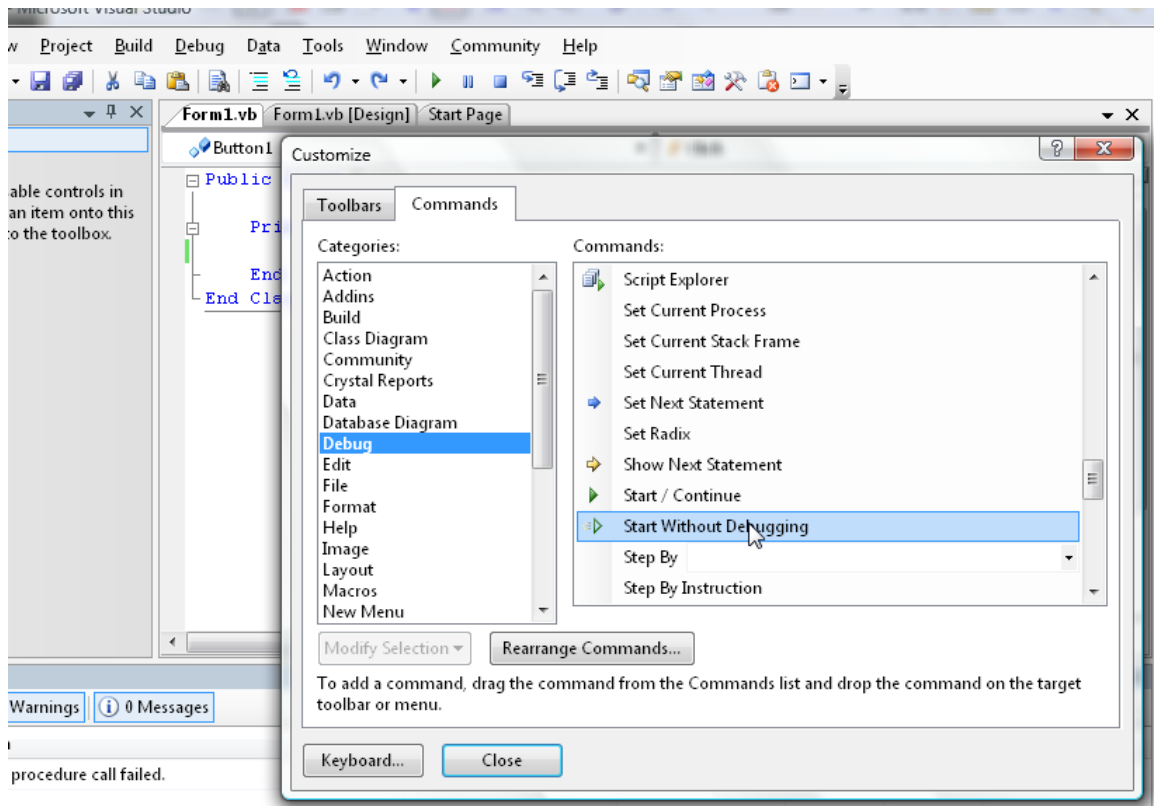 Microsoft Visual Studio
w Project Build Debug Data Tools Window Community Help
Form1.vb Form1.vb [Design] Start Page
Button1
able controls in
an item onto this
to the toolbox.
Public
Pri
End
End Cla
Customize
Toolbars Commands
Categories:
Action
Addins
Build
Class Diagram
Community
Crystal Reports
Data
Database Diagram
Debug
Edit
File
Format
Help
Image
Layout
Macros
New Menu
Commands:
Script Explorer
Set Current Process
Set Current Stack Frame
Set Current Thread
Set Next Statement
Set Radix
Show Next Statement
Start / Continue
Start Without Debugging
Step By
Step By Instruction
Modify Selection Rearrange Commands...
To add a command, drag the command from the Commands list and drop the command on the target
toolbar or menu.
Keyboard... Close
Warnings 0 Messages
procedure call failed.